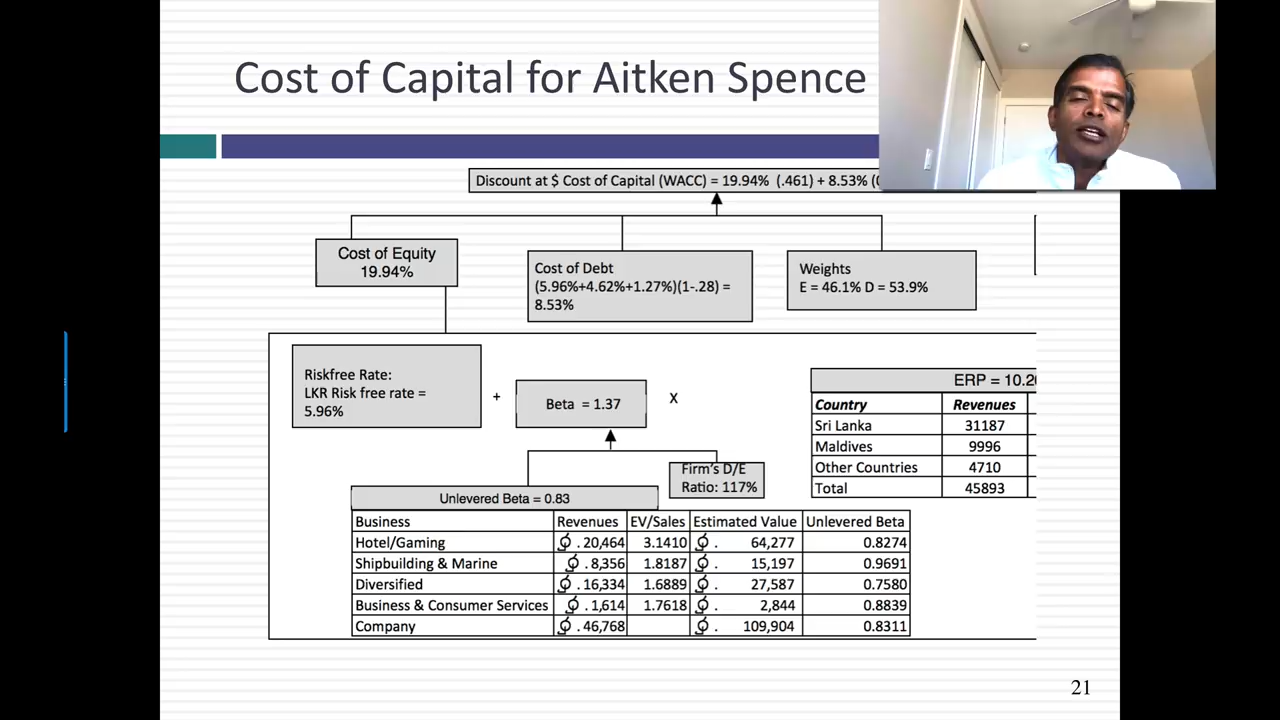 Cost of Capital for Aitken Spence
Discount at $ Cost of Capital (WACC) = 19.94% (.461) + 8.53%
Cost of Equity
19.94%
Cost of Debt
(5.96%+4.62%+1.27%)(1-.28) =
8.53%
Weights
E = 46.1% D = 53.9%
Riskfree Rate:
LKR Risk free rate =
5.96%
+
Beta = 1.37
X
ERP = 10.20
Country Revenues
Sri Lanka 31187
Maldives 9996
Other Countries 4710
Total 45893
Firm's D/E
Ratio: 117%
Unlevered Beta = 0.83
Business Revenues EV/Sales Estimated Value Unlevered Beta
Hotel/Gaming රු. 20,464 3.1410 රු. 64,277 0.8274
Shipbuilding & Marine රු. 8,356 1.8187 රු. 15,197 0.9691
Diversified රු. 16,334 1.6889 රු. 27,587 0.7580
Business & Consumer Services රු. 1,614 1.7618 රු. 2,844 0.8839
Company රු. 46,768 රු. 109,904 0.8311
21